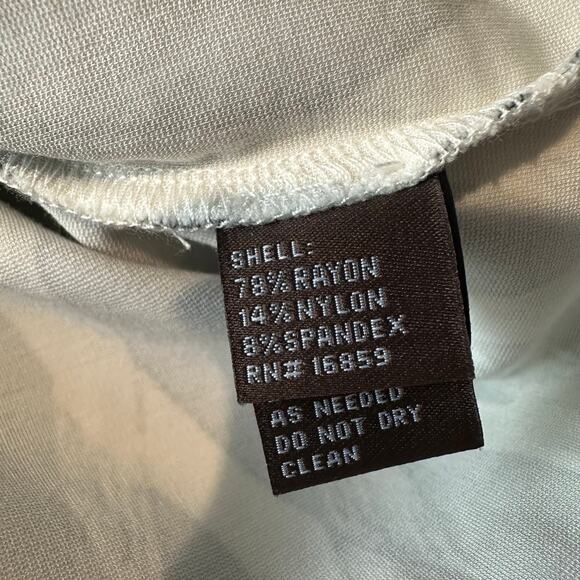 SHELL:
78% RAYON
14% NYLON
8% SPANDEX
RN# 16859
AS NEEDED
DO NOT DRY
CLEAN